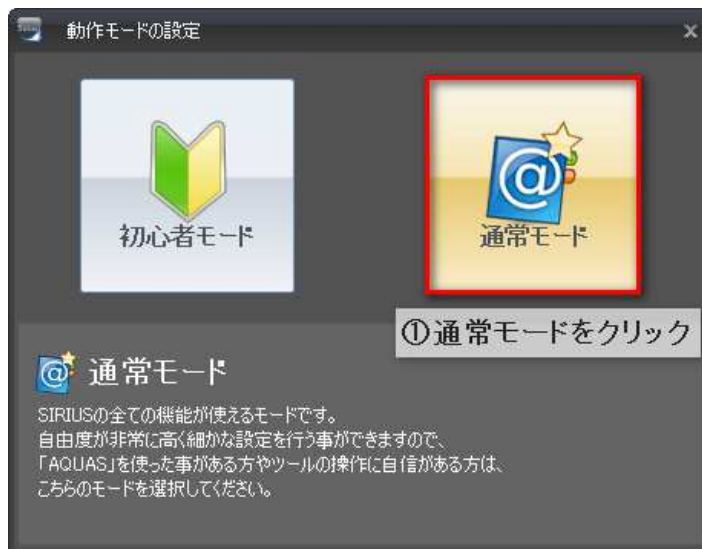 動作モードの設定
初心者モード
通常モード
①通常モードをクリック
通常モード
SIRIUSの全ての機能が使えるモードです。
自由度が非常に高く細かな設定を行う事ができますので、
「AQUAS」を使った事がある方やツールの操作に自信がある方は、
こちらのモードを選択してください。